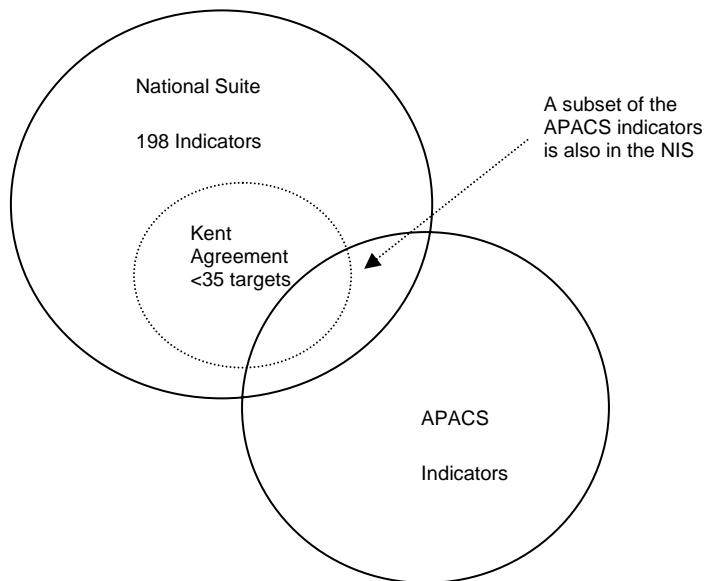 National Suite
198 Indicators
A subset of the
APACS indicators
is also in the NIS
Kent
Agreement
<35 targets
APACS
Indicators